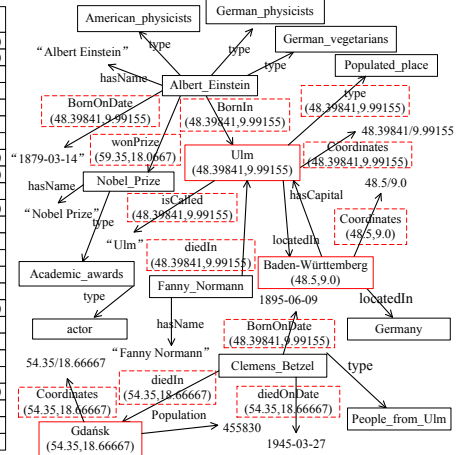 American_physicists
German_physicists
type
type
German_vegetarians
“Albert Einstein”
type
Populated_place
hasName
Albert_Einstein
BornOnDate
(48.39841,9.99155)
BornIn
(48.39841,9.99155)
type
(48.39841,9.99155)
wonPrize
(59.35,18.0667)
48.39841/9.99155
“1879-03-14”
Ulm
(48.39841,9.99155)
Coordinates
(48.39841,9.99155)
hasName
Nobel_Prize
hasCapital
48.5/9.0
“Nobel Prize”
isCalled
(48.39841,9.99155)
type
Coordinates
(48.5,9.0)
“Ulm”
diedIn
(48.39841,9.99155)
locatedIn
Academic_awards
Baden-Württemberg
(48.5,9.0)
type
Fanny_Normann
locatedIn
1895-06-09
actor
hasName
BornOnDate
(48.39841,9.99155)
Germany
“Fanny Normann”
54.35/18.66667
Clemens_Betzel
type
Coordinates
(54.35,18.66667)
diedIn
(54.35,18.66667)
diedOnDate
(54.35,18.66667)
Population
People_from_Ulm
Gdańsk
(54.35,18.66667)
455830
1945-03-27